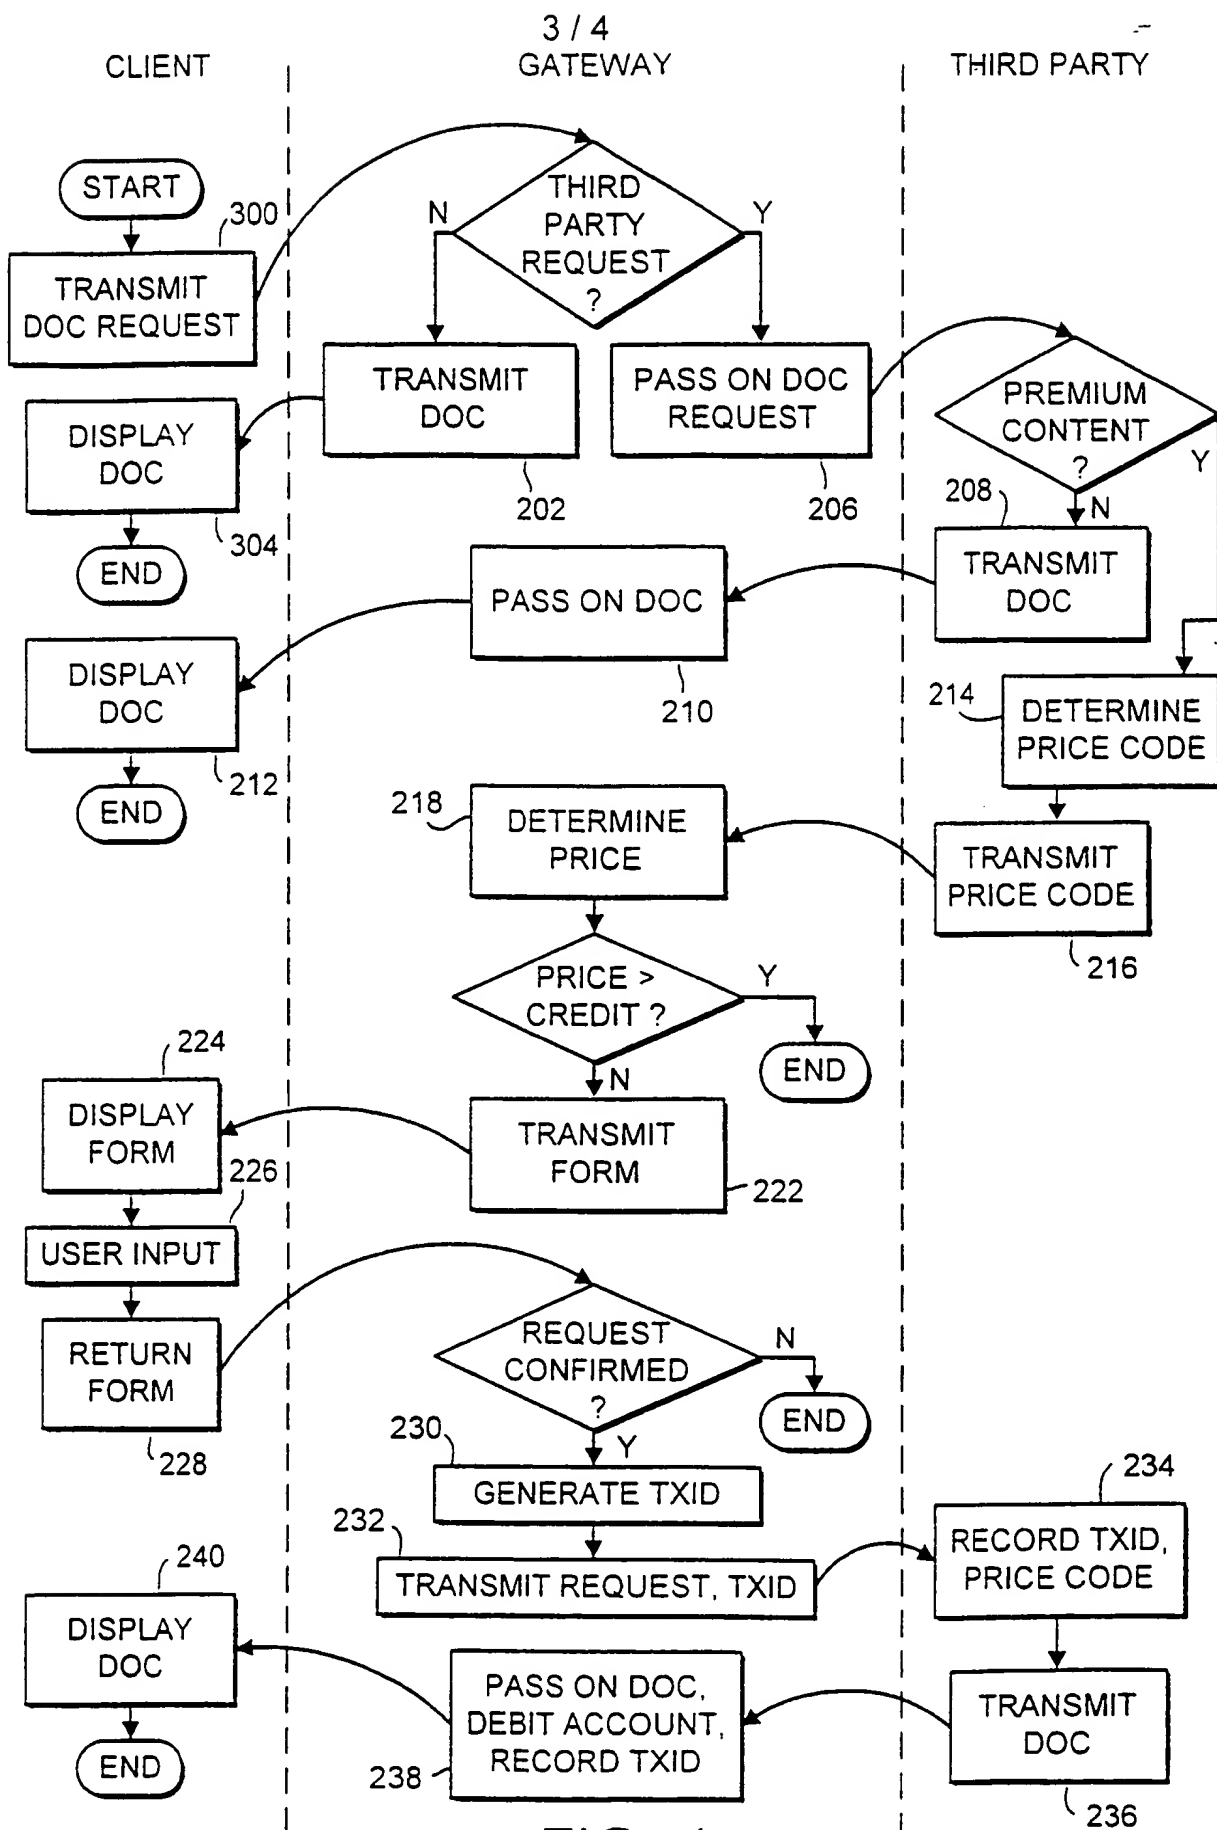 3 / 4
CLIENT
GATEWAY
THIRD PARTY
START
300
TRANSMIT
DOC REQUEST
THIRD
PARTY
REQUEST
?
N
Y
TRANSMIT
DOC
202
PASS ON DOC
REQUEST
206
PREMIUM
CONTENT
?
Y
N
DISPLAY
DOC
304
END
208
TRANSMIT
DOC
PASS ON DOC
210
DISPLAY
DOC
212
END
214
DETERMINE
PRICE CODE
218
DETERMINE
PRICE
TRANSMIT
PRICE CODE
216
PRICE >
CREDIT ?
Y
END
N
224
DISPLAY
FORM
TRANSMIT
FORM
222
226
USER INPUT
RETURN
FORM
228
REQUEST
CONFIRMED
?
N
END
Y
230
GENERATE TXID
232
TRANSMIT REQUEST, TXID
234
RECORD TXID,
PRICE CODE
240
DISPLAY
DOC
END
PASS ON DOC,
DEBIT ACCOUNT,
RECORD TXID
238
TRANSMIT
DOC
236